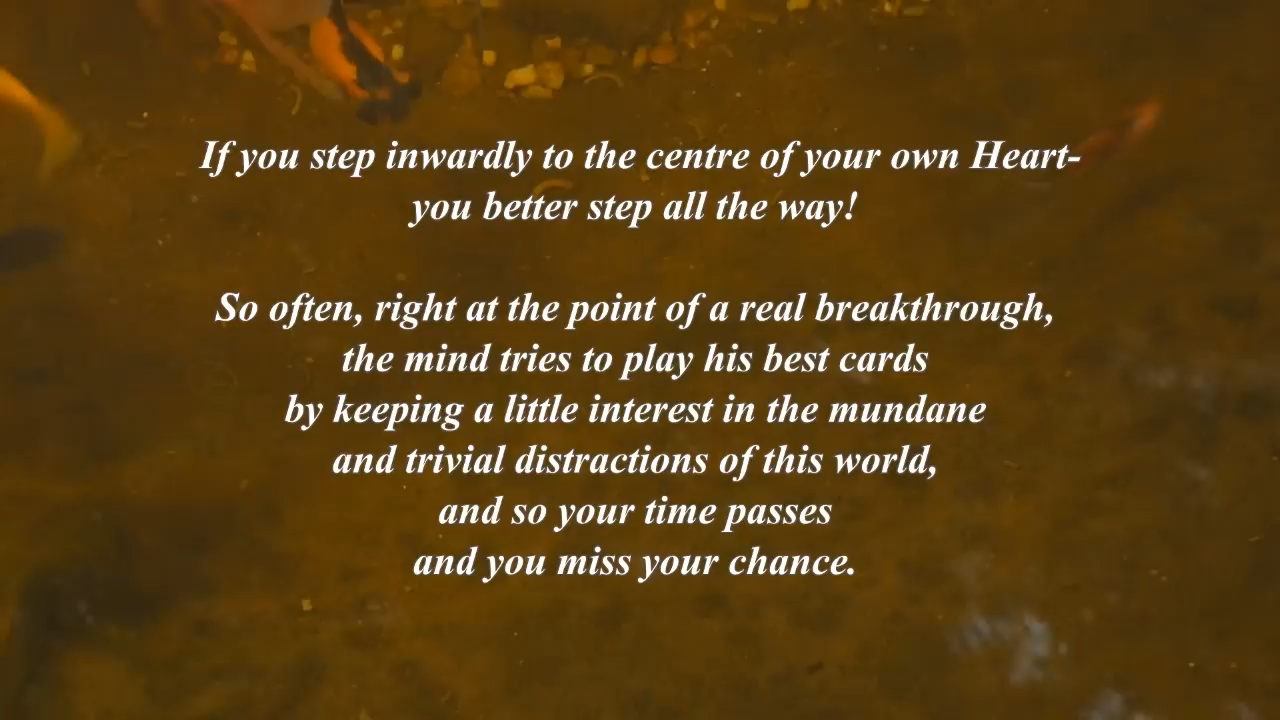 If you step inwardly to the centre of your own Heart-
you better step all the way!
So often, right at the point of a real breakthrough,
the mind tries to play his best cards
by keeping a little interest in the mundane
and trivial distractions of this world,
and so your time passes
and you miss your chance.